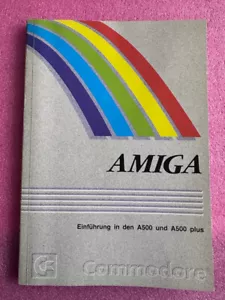 AMIGA
Einführung in den A500 und A500 plus
Commodore